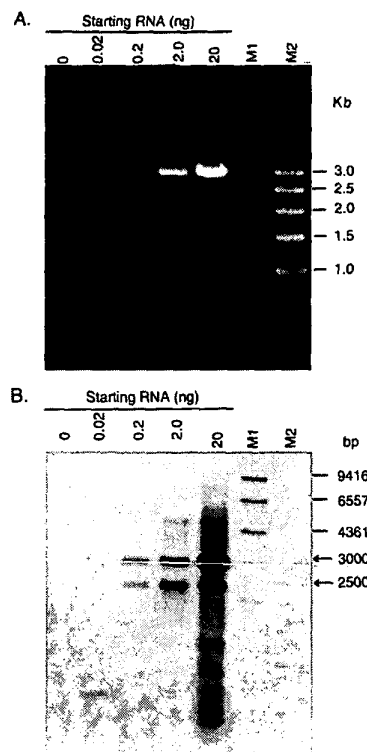 A.
Starting RNA (ng)
0 0.02 0.2 2.0 20 M1 M2
Kb
3.0
2.5
2.0
1.5
1.0
B.
Starting RNA (ng)
0 0.02 0.2 2.0 20 M1 M2
bp
9416
6557
4361
3000
2500